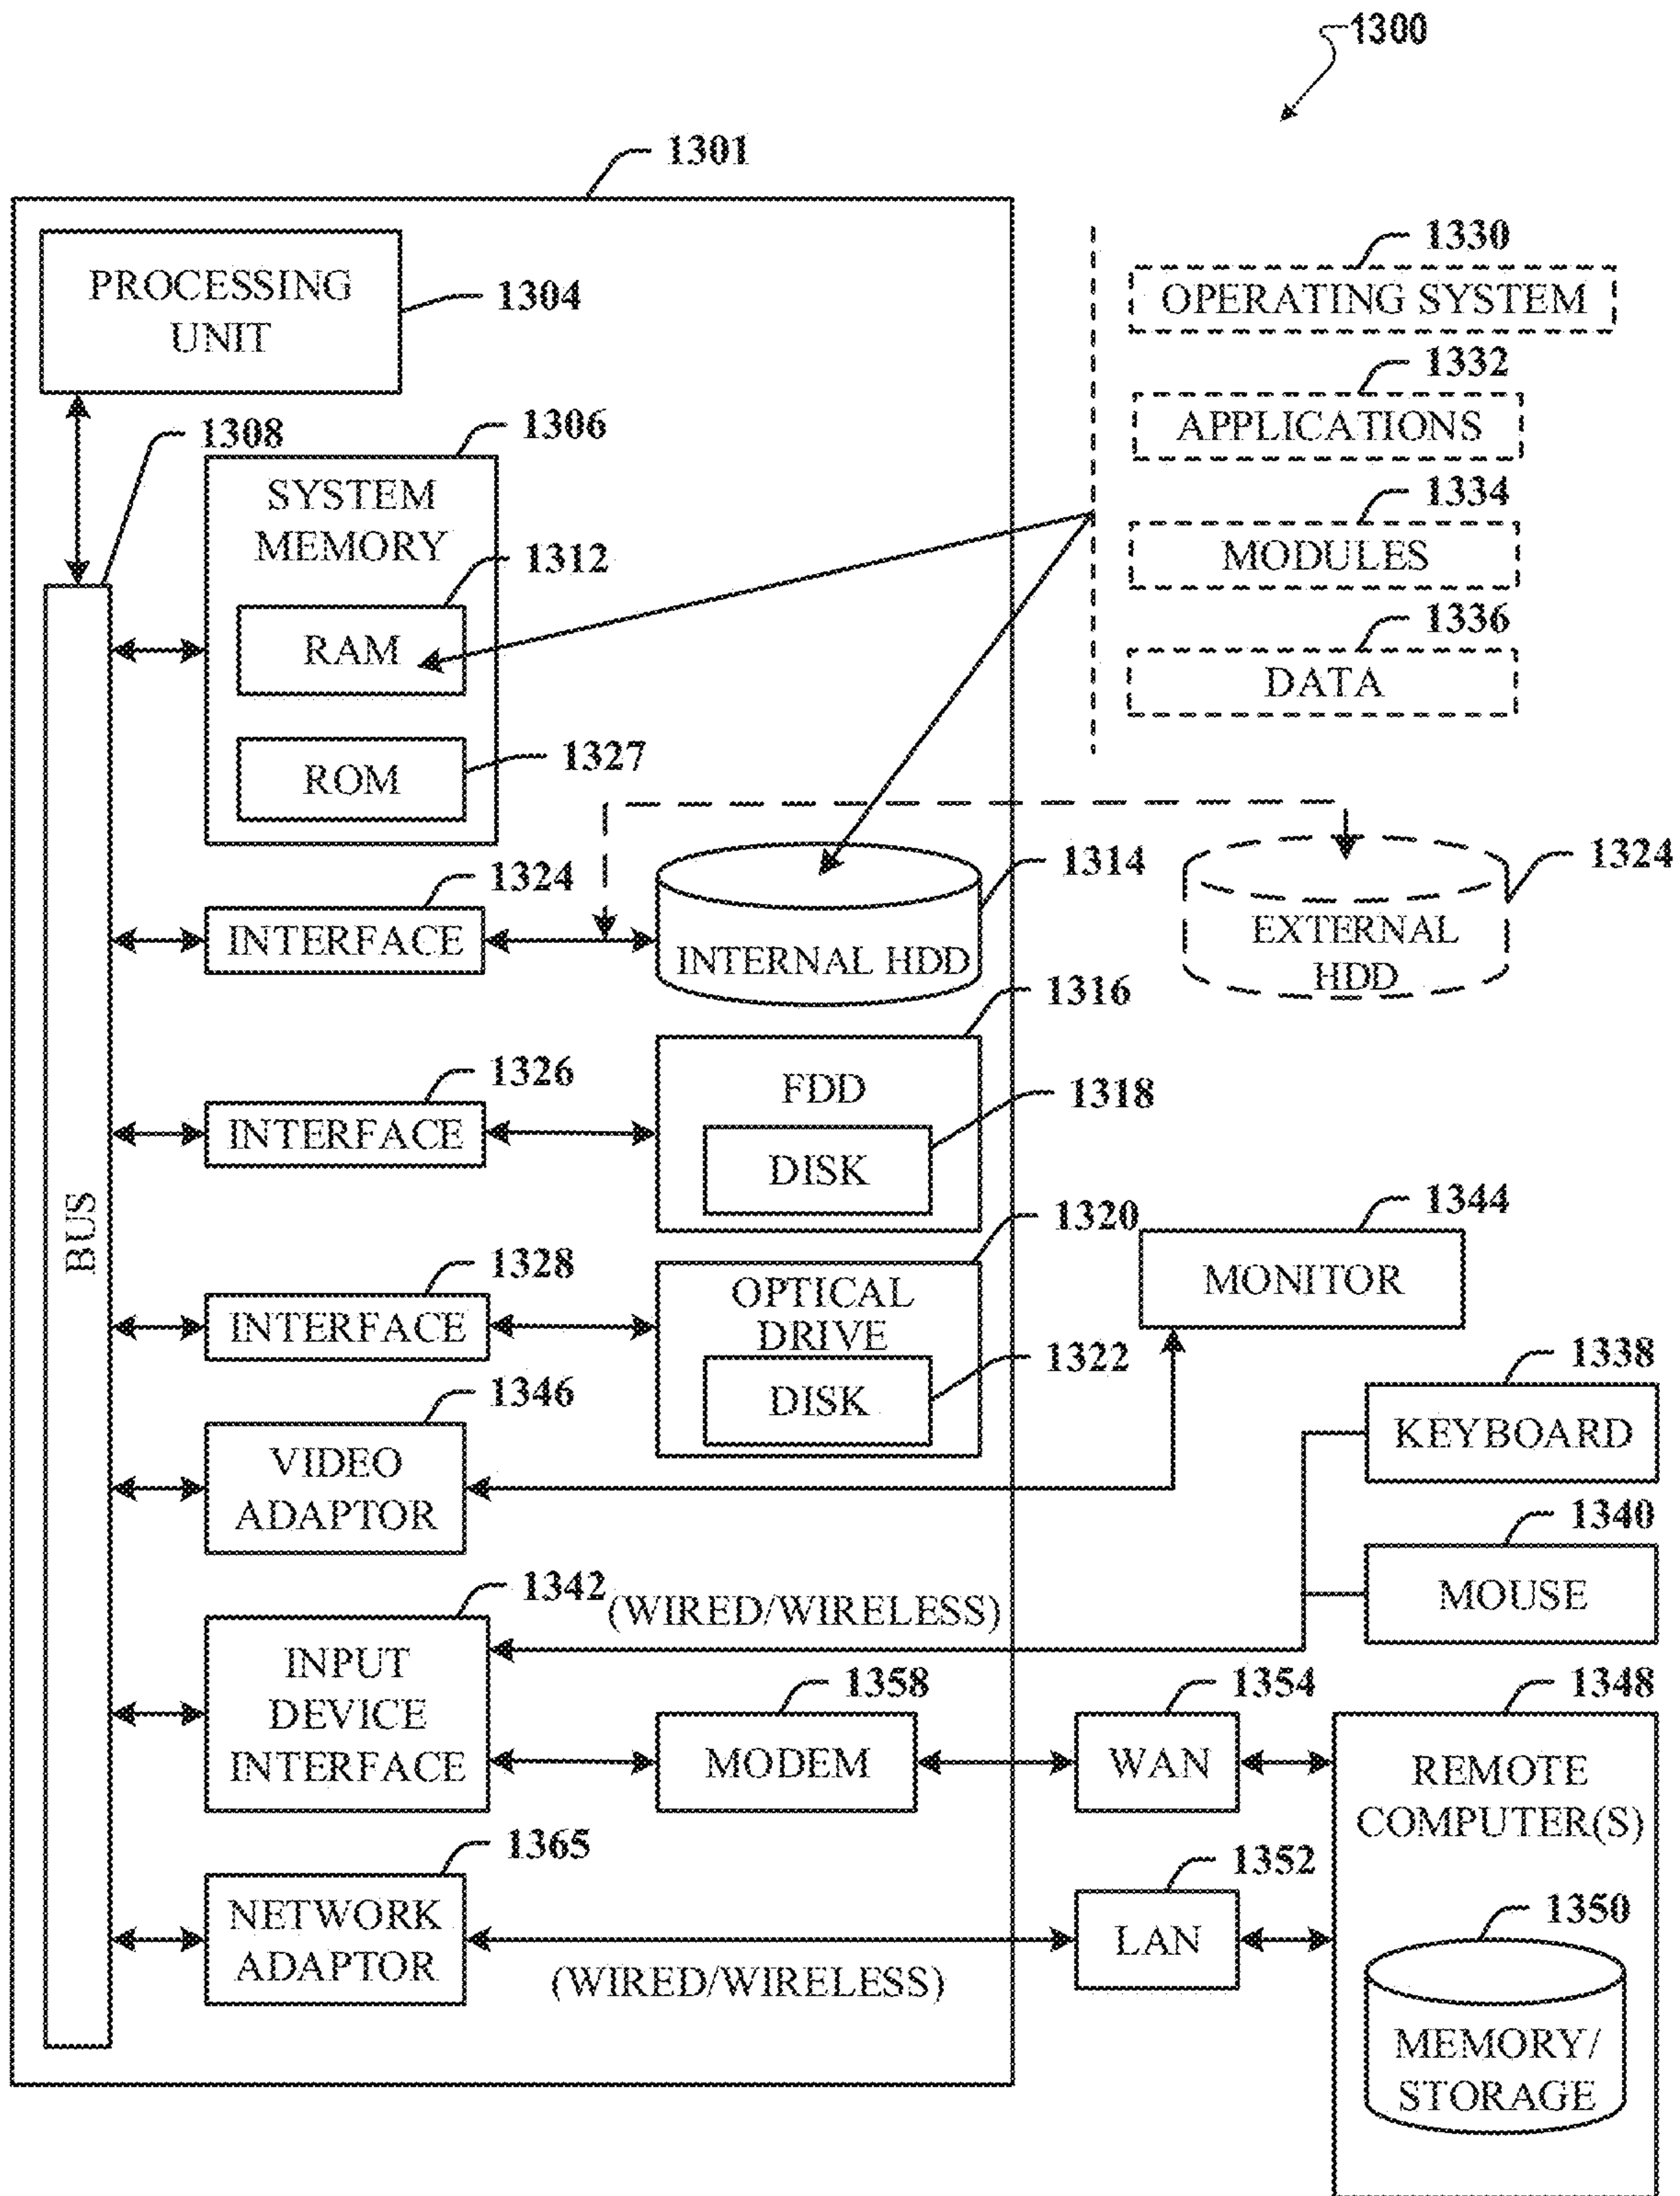 1300
1301
PROCESSING
UNIT
1304
1308
1306
SYSTEM
MEMORY
1312
RAM
ROM
1327
1330
OPERATING SYSTEM
1332
APPLICATIONS
1334
MODULES
1336
DATA
1324
INTERFACE
1314
INTERNAL HDD
1324
EXTERNAL
HDD
BUS
1326
INTERFACE
1316
FDD
1318
DISK
1328
INTERFACE
1320
OPTICAL
DRIVE
1322
DISK
1344
MONITOR
1346
VIDEO
ADAPTOR
1338
KEYBOARD
1340
MOUSE
1342
(WIRED/WIRELESS)
INPUT
DEVICE
INTERFACE
1358
MODEM
1354
WAN
1348
REMOTE
COMPUTER(S)
1365
NETWORK
ADAPTOR
(WIRED/WIRELESS)
1352
LAN
1350
MEMORY/
STORAGE